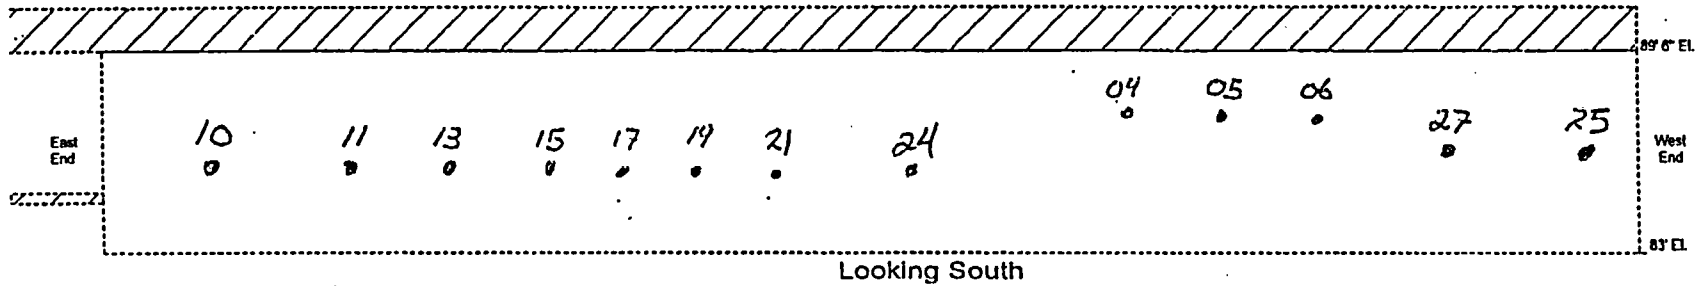 89' 6" El.
04 05 06
10 11 13 15 17 19 21 24 27 25
East
End
West
End
83' El.
Looking South